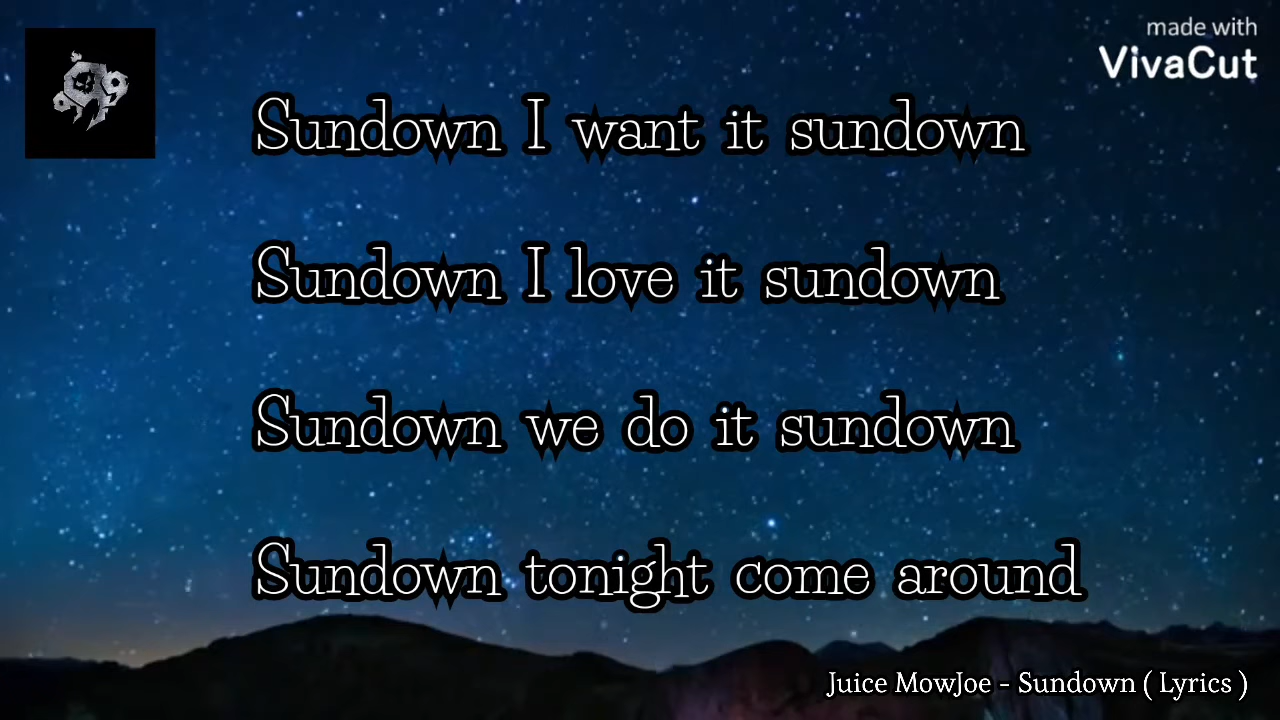 made with
VivaCut
Sundown I want it sundown
Sundown I love it sundown
Sundown we do it sundown
Sundown tonight come around
Juice MowJoe - Sundown ( Lyrics )